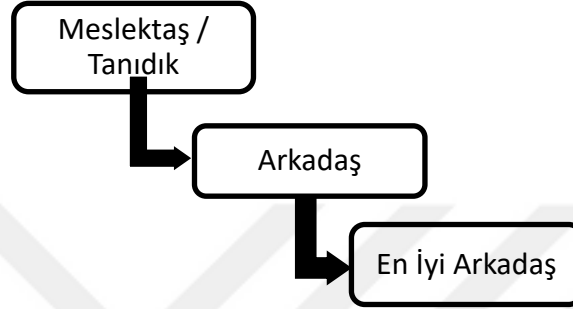 Meslektaş /
Tanıdık
Arkadaş
En İyi Arkadaş